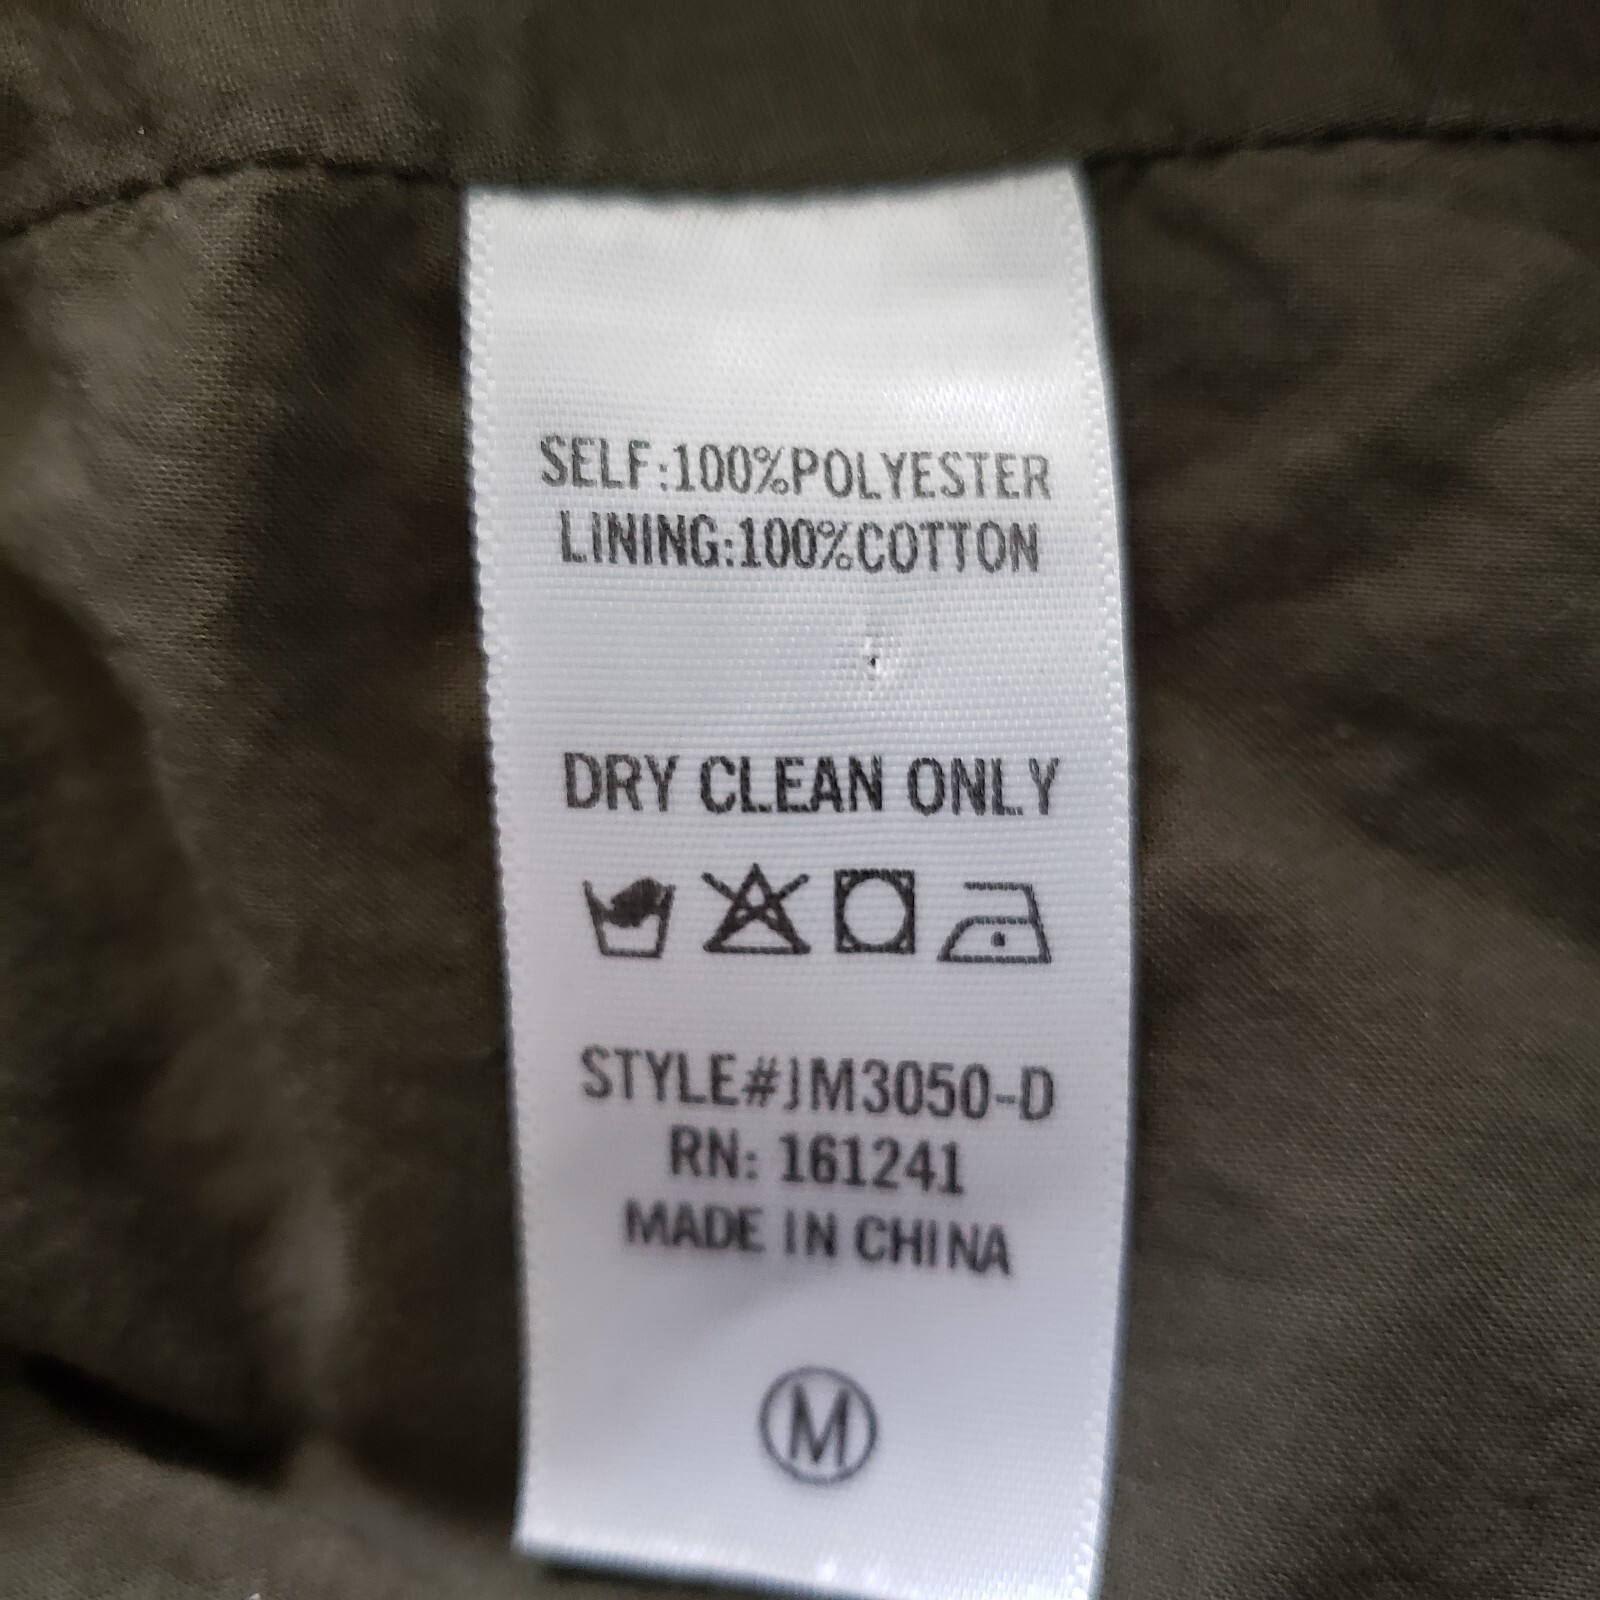 SELF:100%POLYESTER
LINING:100%COTTON
DRY CLEAN ONLY
STYLE#JM3050-D
RN: 161241
MADE IN CHINA
M